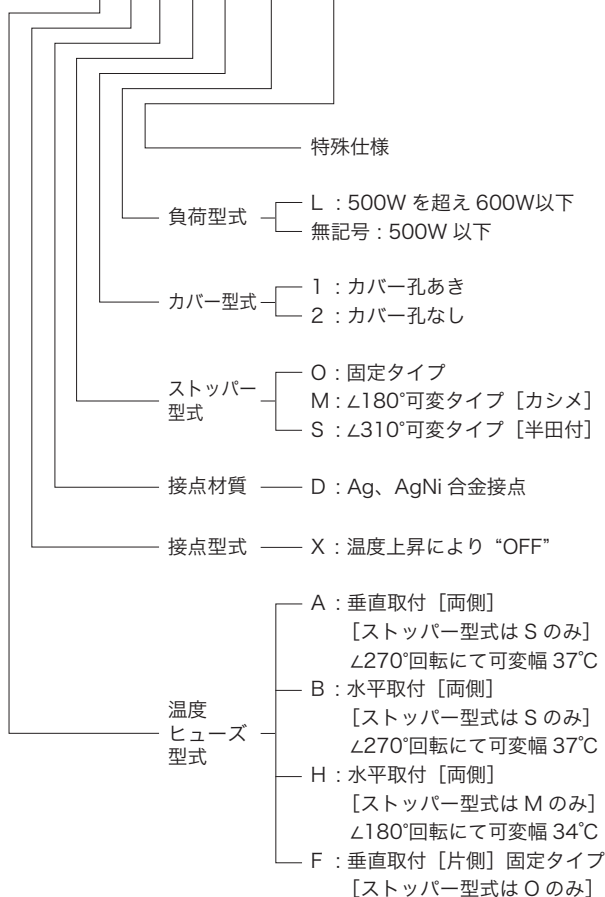 特殊仕様
負荷型式
L：500W を超え 600W以下
無記号：500W 以下
カバー型式
1：カバー孔あき
2：カバー孔なし
ストッパー
型式
O：固定タイプ
M：∠180°可変タイプ［カシメ］
S：∠310°可変タイプ［半田付］
接点材質
D：Ag、AgNi 合金接点
接点型式
X：温度上昇により “OFF”
温度
ヒューズ
型式
A：垂直取付［両側］
［ストッパー型式は S のみ］
∠270°回転にて可変幅 37℃
B：水平取付［両側］
［ストッパー型式は S のみ］
∠270°回転にて可変幅 37℃
H：水平取付［両側］
［ストッパー型式は M のみ］
∠180°回転にて可変幅 34℃
F：垂直取付［片側］固定タイプ
［ストッパー型式は O のみ］